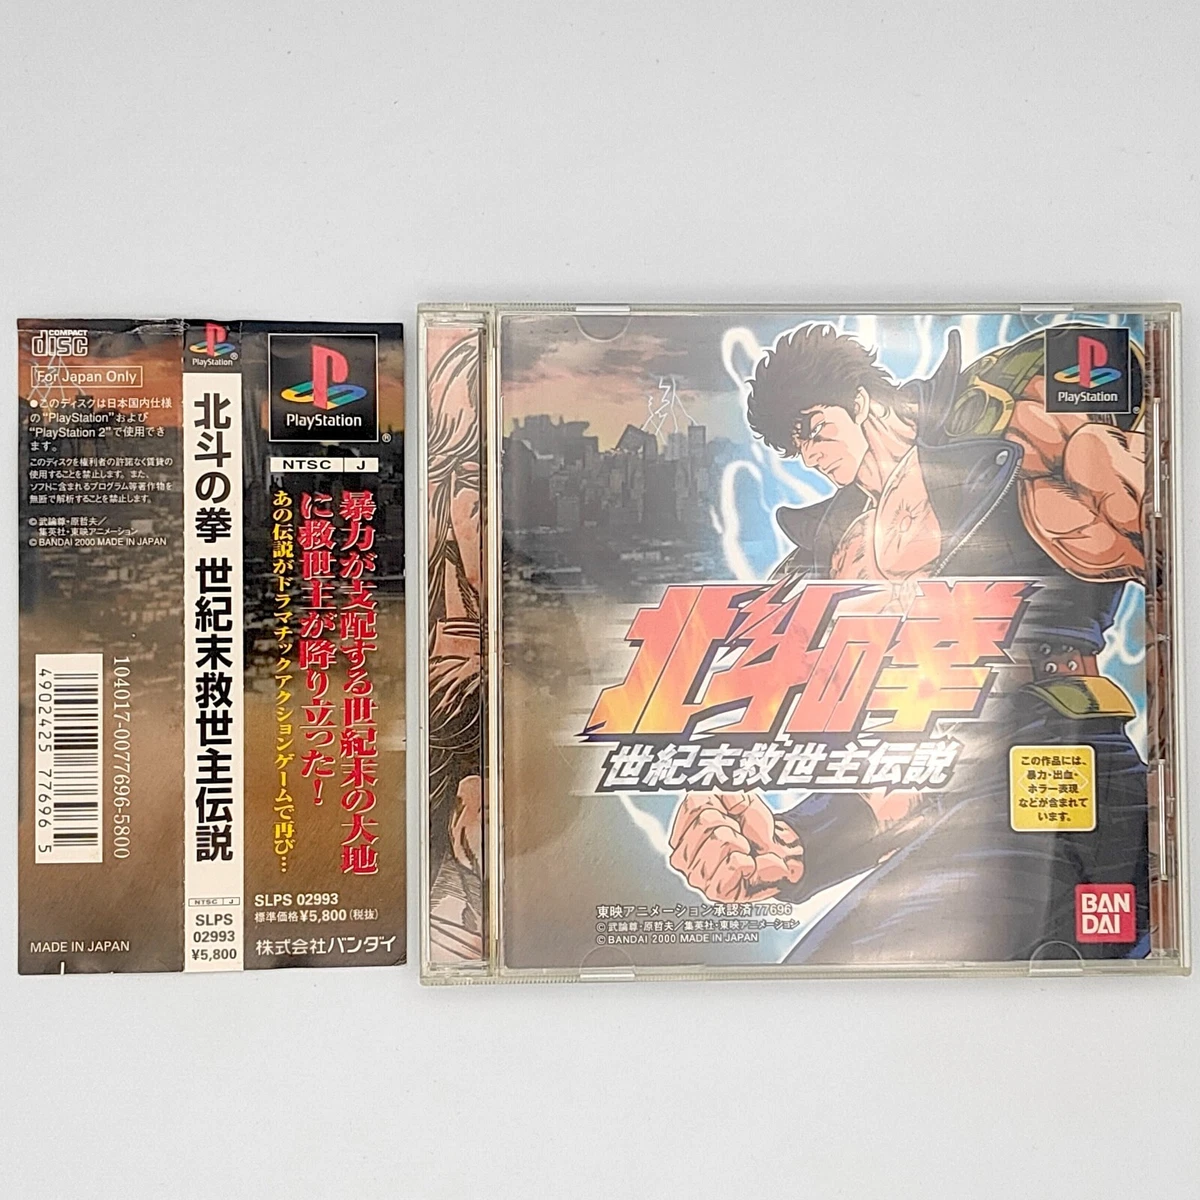 COMPACT
disc
For Japan Only
●このディスクは日本国内仕様
の"PlayStation"および
"PlayStation 2"で使用でき
ます。
このディスクを権利者の許諾なく賃貸の
使用することを禁止します。また、
ソフトに含まれるプログラム等著作物を
無断で解析することを禁止します。
©武論尊・原哲夫／
集英社・東映アニメーション
©BANDAI 2000 MADE IN JAPAN
104017-0077696-5800
4 902425 776965
MADE IN JAPAN
PlayStation®
北斗の拳 世紀末救世主伝説
NTSC J
SLPS
02993
¥5,800
PlayStation
®
NTSC J
暴力が支配する世紀末の大地
に救世主が降り立った！
あの伝説がドラマチックアクションゲームで再び…
SLPS 02993
標準価格¥5,800(税抜)
株式会社バンダイ
PlayStation
®
北斗の拳
世紀末救世主伝説
この作品には、
暴力・出血・
ホラー表現
などが含まれて
います。
東映アニメーション承認済 77696
©武論尊・原哲夫／集英社・東映アニメーション
©BANDAI 2000 MADE IN JAPAN
BAN
DAI